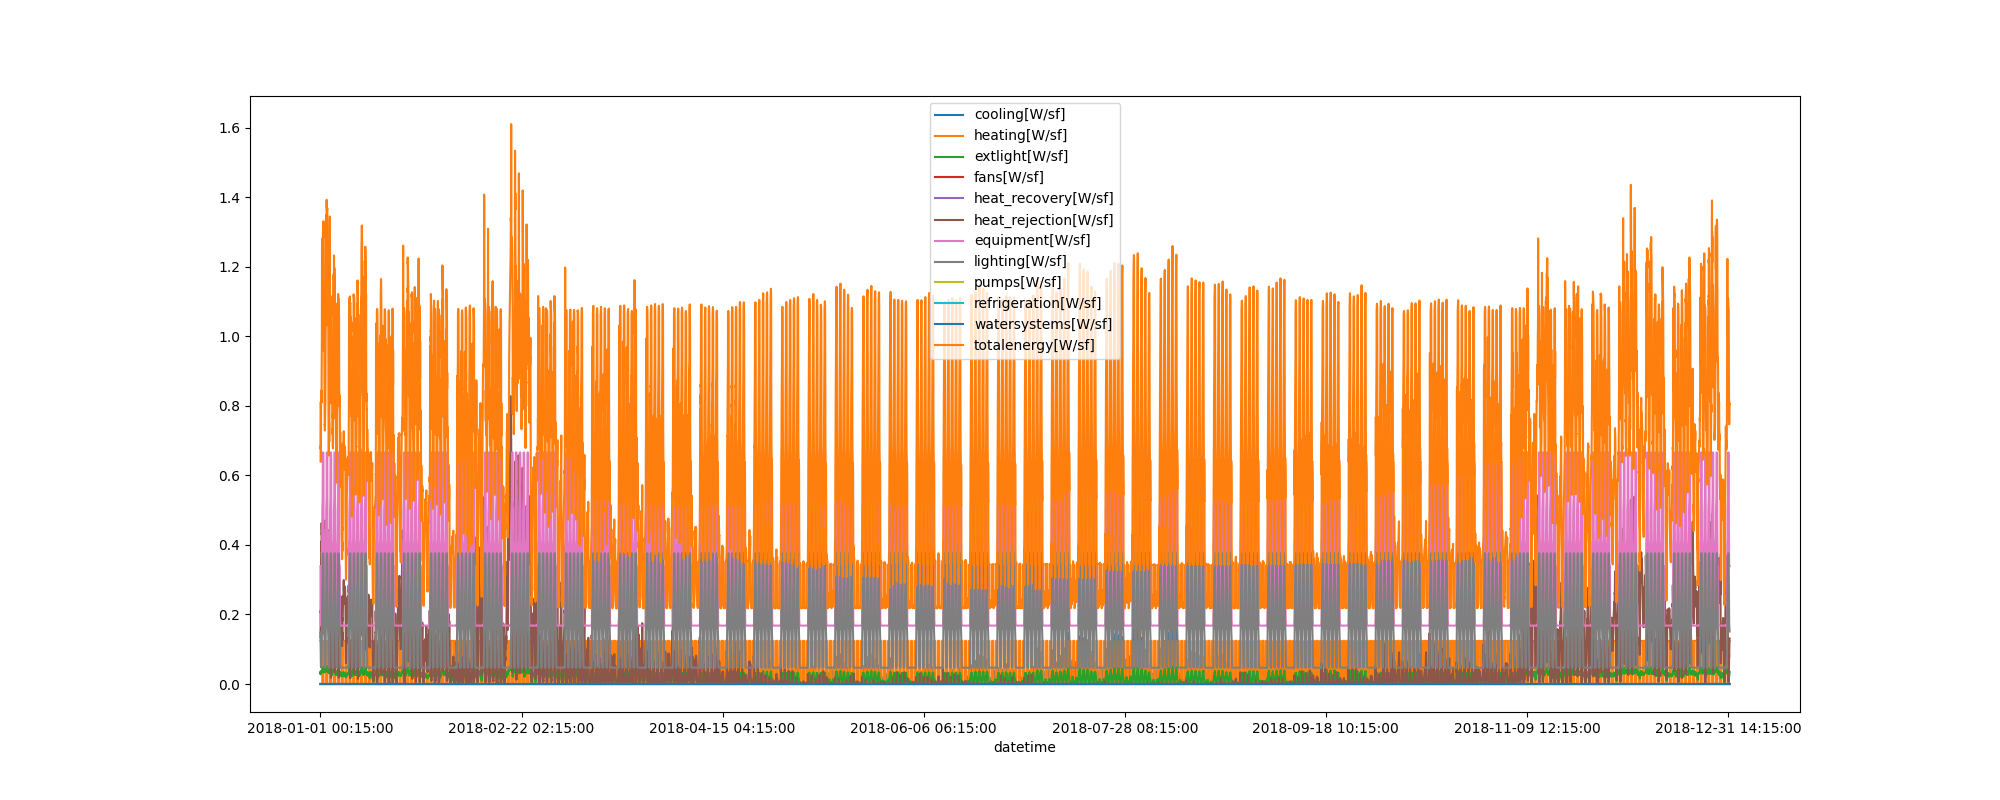 1.6
1.4
1.2
1.0
0.8
0.6
0.4
0.2
0.0
cooling[W/sf]
heating[W/sf]
extlight[W/sf]
fans[W/sf]
heat_recovery[W/sf]
heat_rejection[W/sf]
equipment[W/sf]
lighting[W/sf]
pumps[W/sf]
refrigeration[W/sf]
watersystems[W/sf]
totalenergy[W/sf]
2018-01-01 00:15:00 2018-02-22 02:15:00 2018-04-15 04:15:00 2018-06-06 06:15:00 2018-07-28 08:15:00 2018-09-18 10:15:00 2018-11-09 12:15:00 2018-12-31 14:15:00
datetime